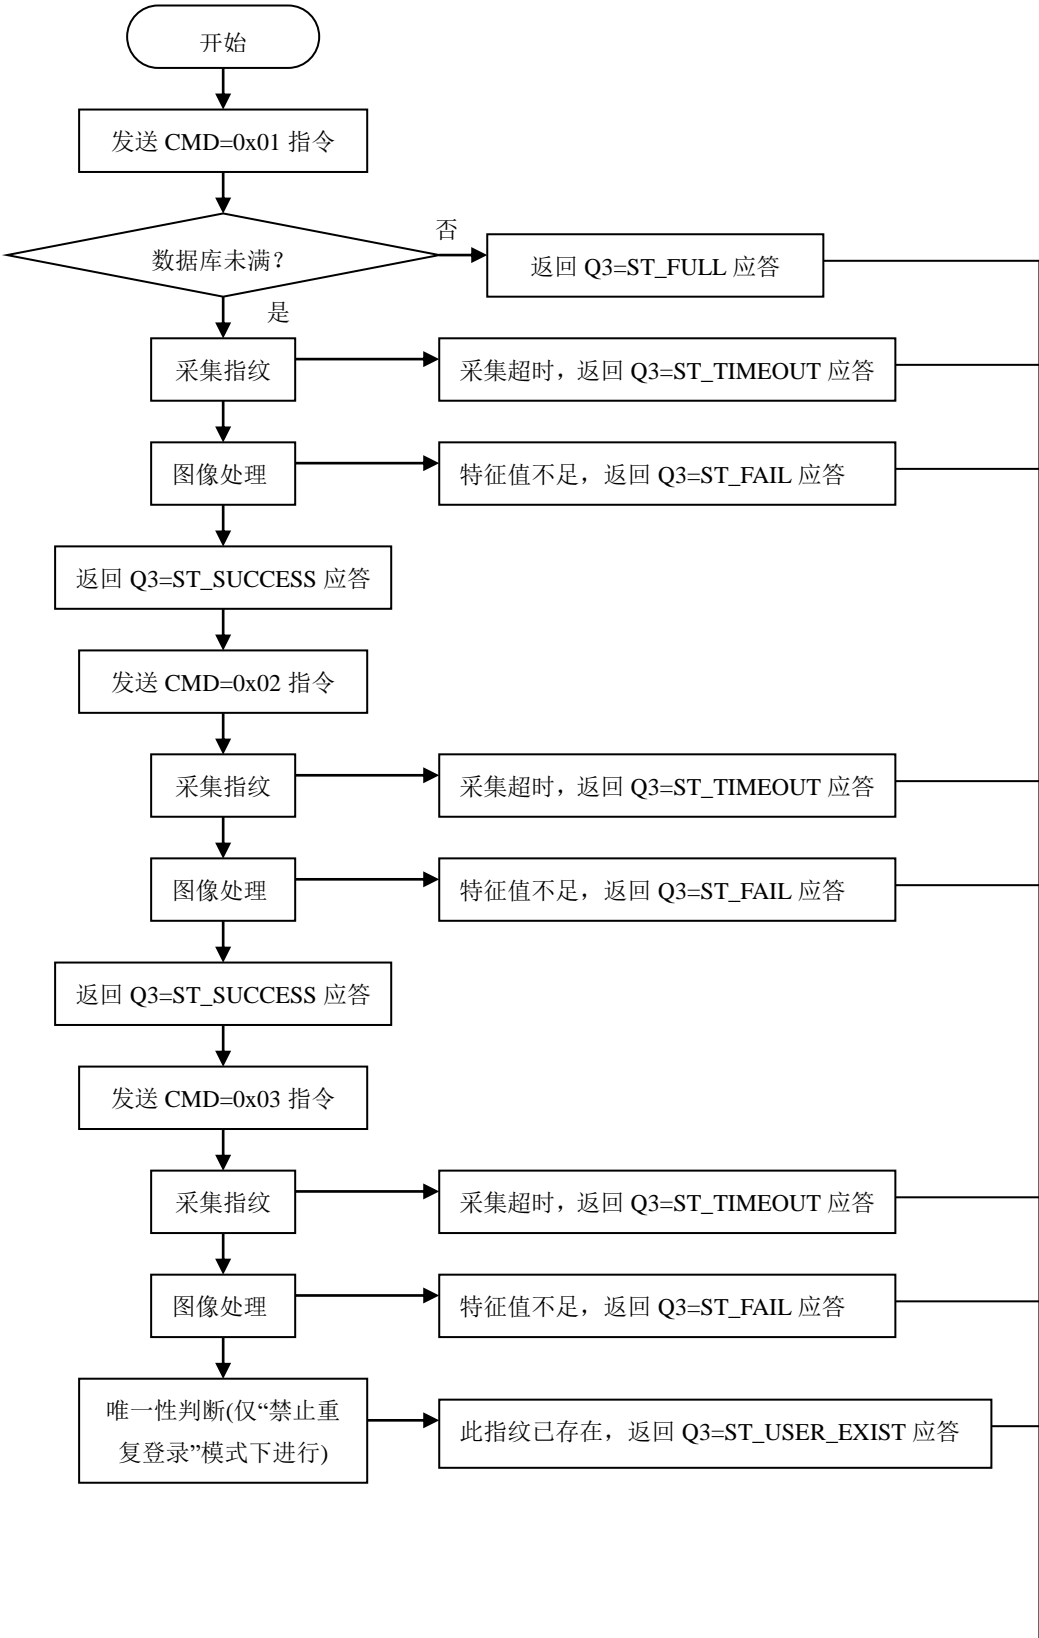 开始
发送 CMD=0x01 指令
数据库未满?
否
返回 Q3=ST_FULL 应答
是
采集指纹
采集超时，返回 Q3=ST_TIMEOUT 应答
图像处理
特征值不足，返回 Q3=ST_FAIL 应答
返回 Q3=ST_SUCCESS 应答
发送 CMD=0x02 指令
采集指纹
采集超时，返回 Q3=ST_TIMEOUT 应答
图像处理
特征值不足，返回 Q3=ST_FAIL 应答
返回 Q3=ST_SUCCESS 应答
发送 CMD=0x03 指令
采集指纹
采集超时，返回 Q3=ST_TIMEOUT 应答
图像处理
特征值不足，返回 Q3=ST_FAIL 应答
唯一性判断(仅“禁止重
复登录”模式下进行)
此指纹已存在，返回 Q3=ST_USER_EXIST 应答